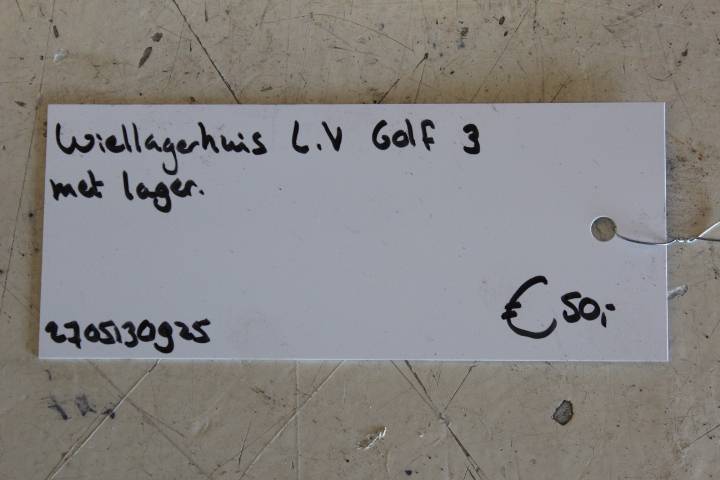 Wiellagerhuis L.V Golf 3
met lager.
€50,-
2705130925